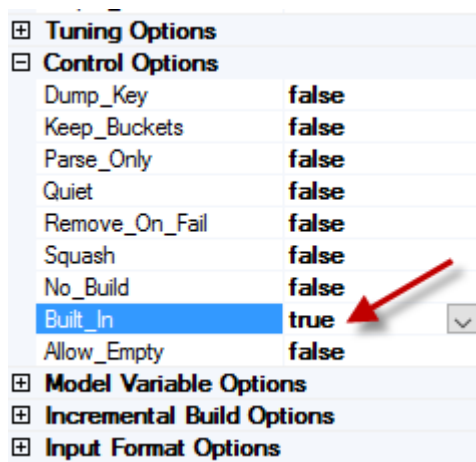 Tuning Options
Control Options
Dump_Key false
Keep_Buckets false
Parse_Only false
Quiet false
Remove_On_Fail false
Squash false
No_Build false
Built_In true
Allow_Empty false
Model Variable Options
Incremental Build Options
Input Format Options